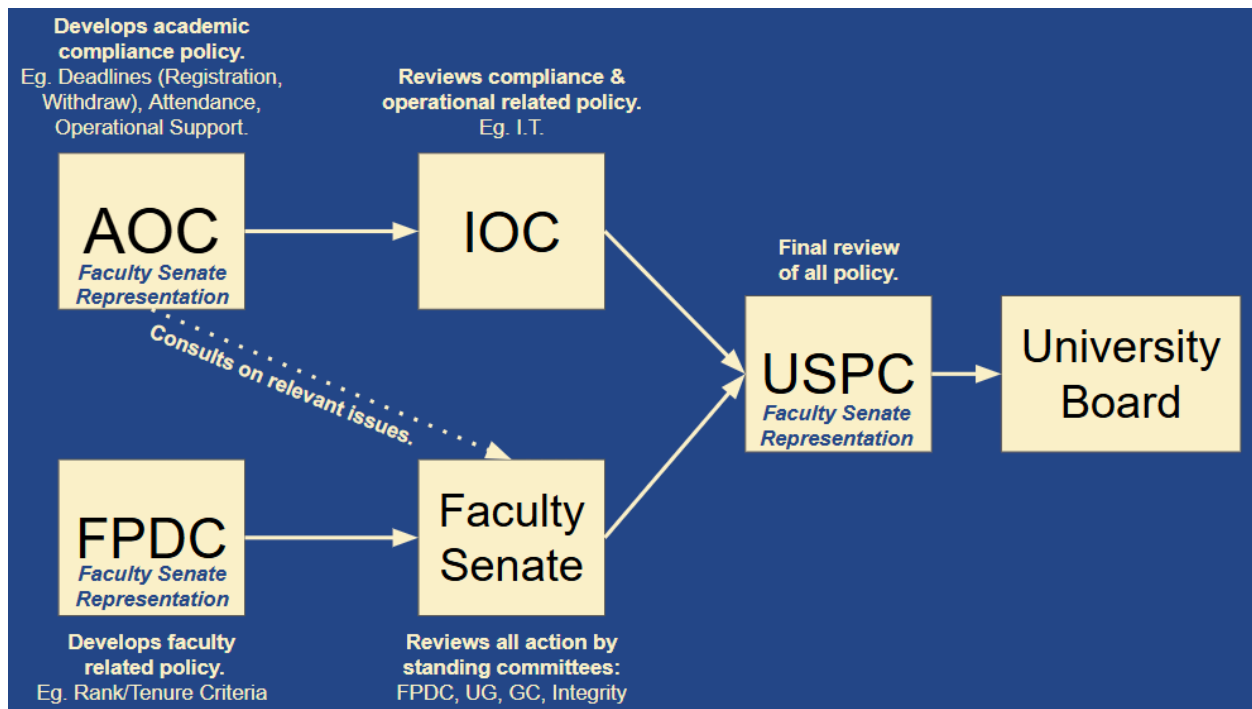 Develops academic
compliance policy.
Eg. Deadlines (Registration,
Withdraw), Attendance,
Operational Support.
AOC
Faculty Senate
Representation
Reviews compliance &
operational related policy.
Eg. I.T.
IOC
Consults on relevant issues.
FPDC
Faculty Senate
Representation
Develops faculty
related policy.
Eg. Rank/Tenure Criteria
Faculty
Senate
Reviews all action by
standing committees:
FPDC, UG, GC, Integrity
Final review
of all policy.
USPC
Faculty Senate
Representation
University
Board